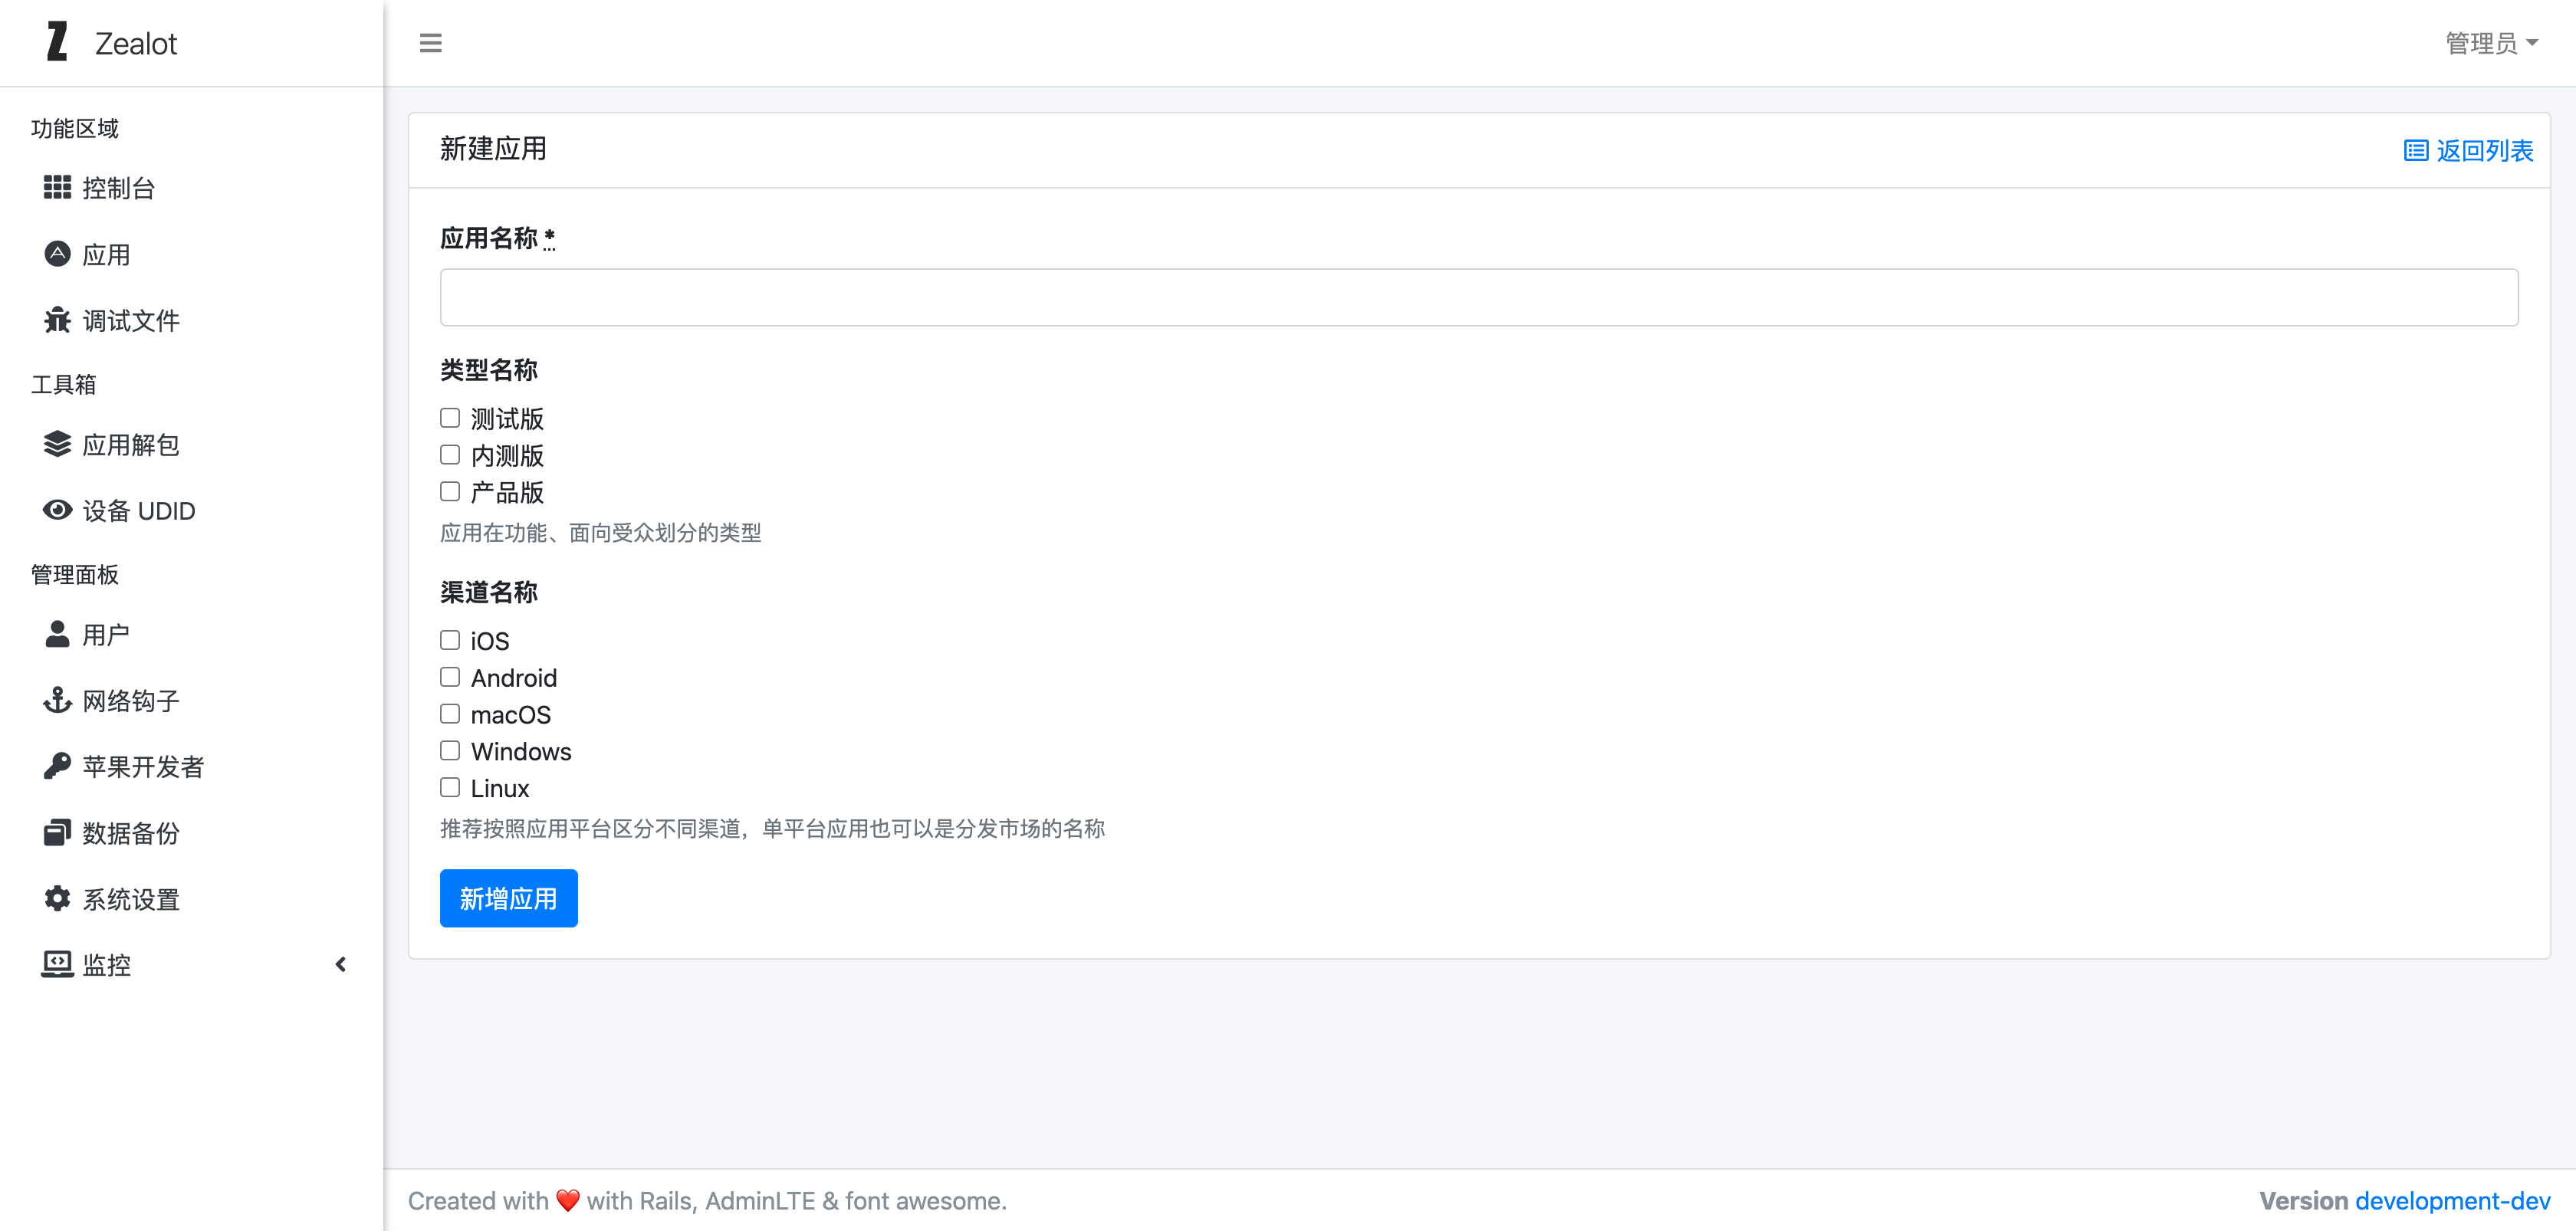 Zealot
管理员
功能区域
控制台
应用
调试文件
工具箱
应用解包
设备 UDID
管理面板
用户
网络钩子
苹果开发者
数据备份
系统设置
监控
新建应用
返回列表
应用名称 *
类型名称
测试版
内测版
产品版
应用在功能、面向受众划分的类型
渠道名称
iOS
Android
macOS
Windows
Linux
推荐按照应用平台区分不同渠道，单平台应用也可以是分发市场的名称
新增应用
Created with ❤️ with Rails, AdminLTE & font awesome.
Version development-dev